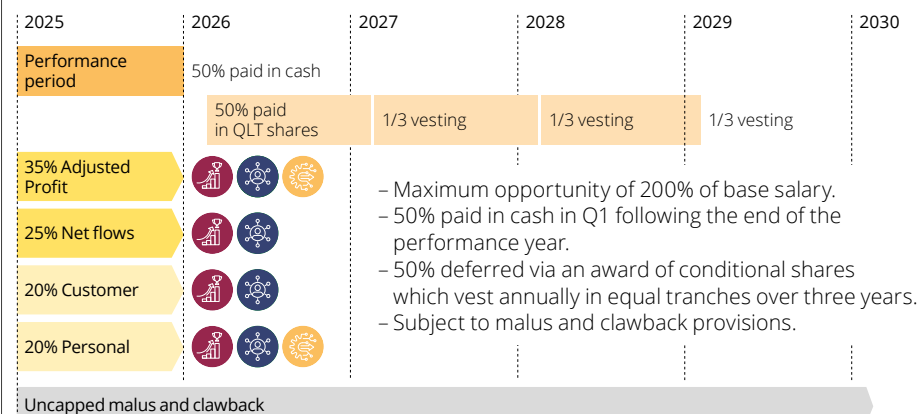 2025
2026
2027
2028
2029
2030
Performance
period
50% paid in cash
50% paid
in QLT shares
1/3 vesting
1/3 vesting
1/3 vesting
35% Adjusted
Profit
25% Net flows
20% Customer
20% Personal
– Maximum opportunity of 200% of base salary.
– 50% paid in cash in Q1 following the end of the
performance year.
– 50% deferred via an award of conditional shares
which vest annually in equal tranches over three years.
– Subject to malus and clawback provisions.
Uncapped malus and clawback